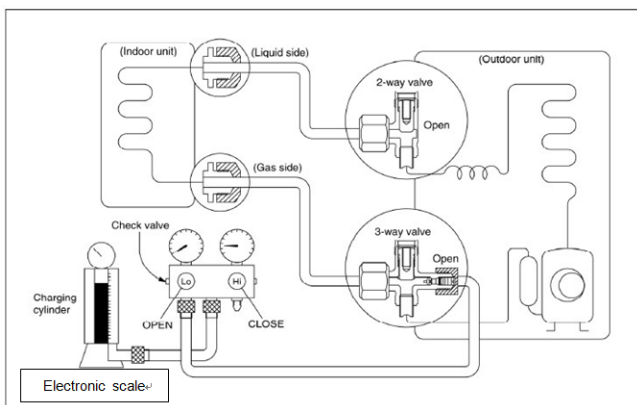 (Indoor unit)
(Liquid side)
2-way valve
(Outdoor unit)
Open
(Gas side)
3-way valve
Open
Check valve
Lo
Hi
Charging
cylinder
OPEN
CLOSE
Electronic scale